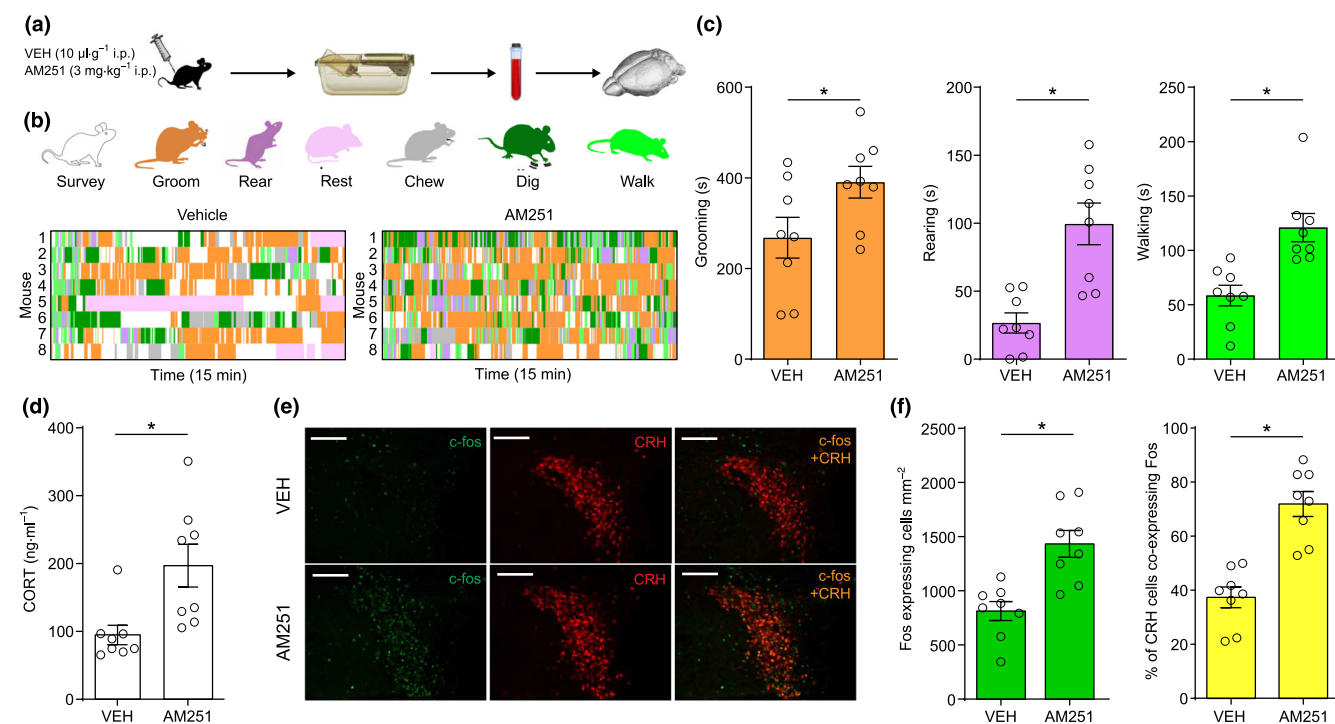 (a)
VEH (10 µl·g⁻¹ i.p.)
AM251 (3 mg·kg⁻¹ i.p.)
(b)
Survey
Groom
Rear
Rest
Chew
Dig
Walk
Vehicle
AM251
Mouse
1
2
3
4
5
6
7
8
Time (15 min)
Mouse
1
2
3
4
5
6
7
8
Time (15 min)
(c)
Grooming (s)
600
400
200
0
*
VEH
AM251
Rearing (s)
200
150
100
50
0
*
VEH
AM251
Walking (s)
250
200
150
100
50
0
*
VEH
AM251
(d)
CORT (ng·ml⁻¹)
400
300
200
100
0
*
VEH
AM251
(e)
VEH
c-fos
CRH
c-fos
+CRH
AM251
c-fos
CRH
c-fos
+CRH
(f)
Fos expressing cells mm⁻²
2500
2000
1500
1000
500
0
*
VEH
AM251
% of CRH cells co-expressing Fos
100
80
60
40
20
0
*
VEH
AM251